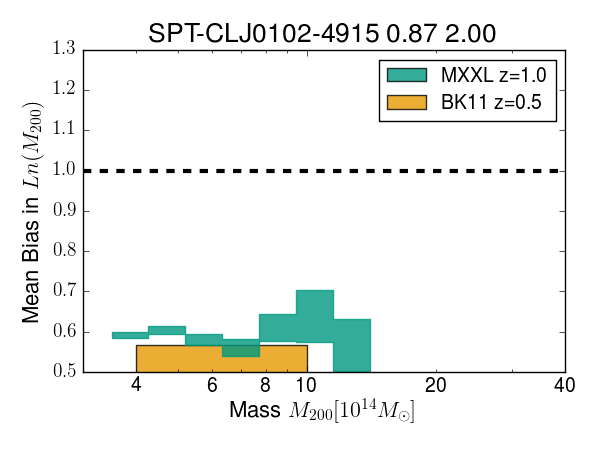 SPT-CLJ0102-4915 0.87 2.00
MXXL z=1.0
BK11 z=0.5
Mean Bias in Ln(M200)
1.3
1.2
1.1
1.0
0.9
0.8
0.7
0.6
0.5
4 6 8 10 20 40
Mass M200[10^14 M⊙]